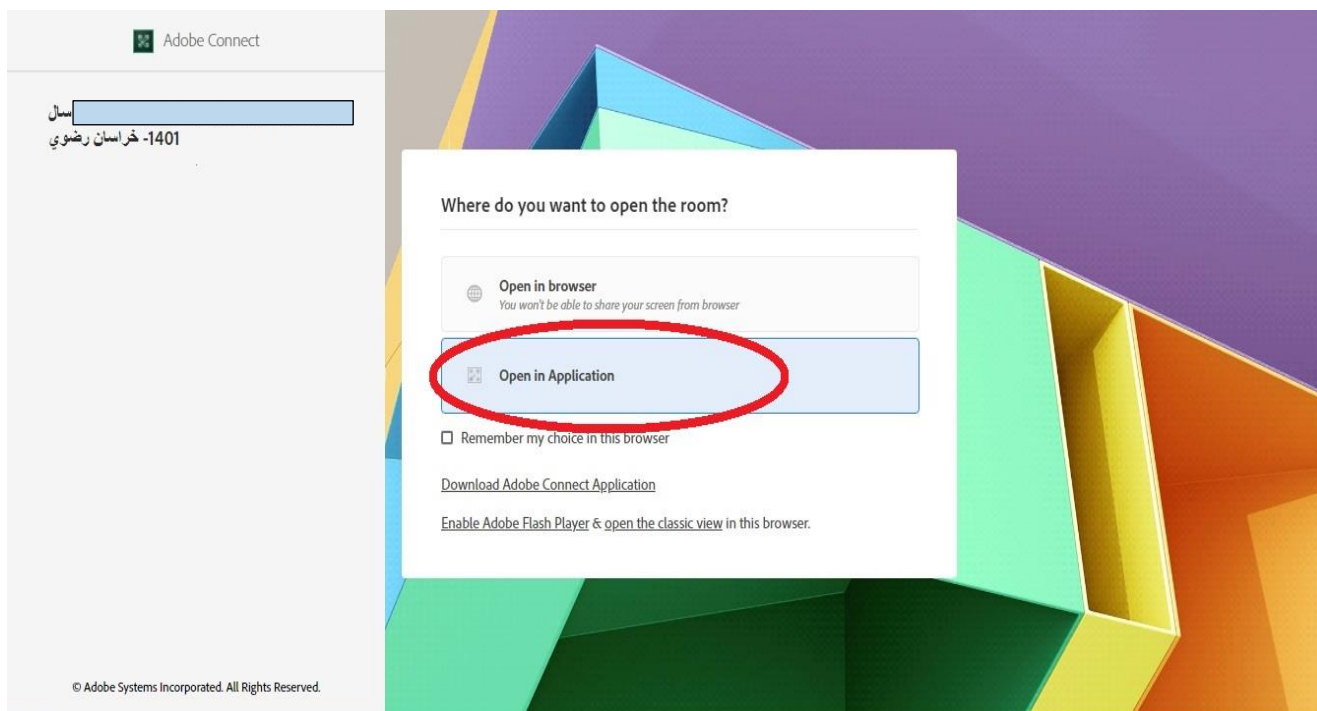 Adobe Connect
سال
1401- خراسان رضوي
Where do you want to open the room?
Open in browser
You won't be able to share your screen from browser
Open in Application
Remember my choice in this browser
Download Adobe Connect Application
Enable Adobe Flash Player & open the classic view in this browser.
© Adobe Systems Incorporated. All Rights Reserved.